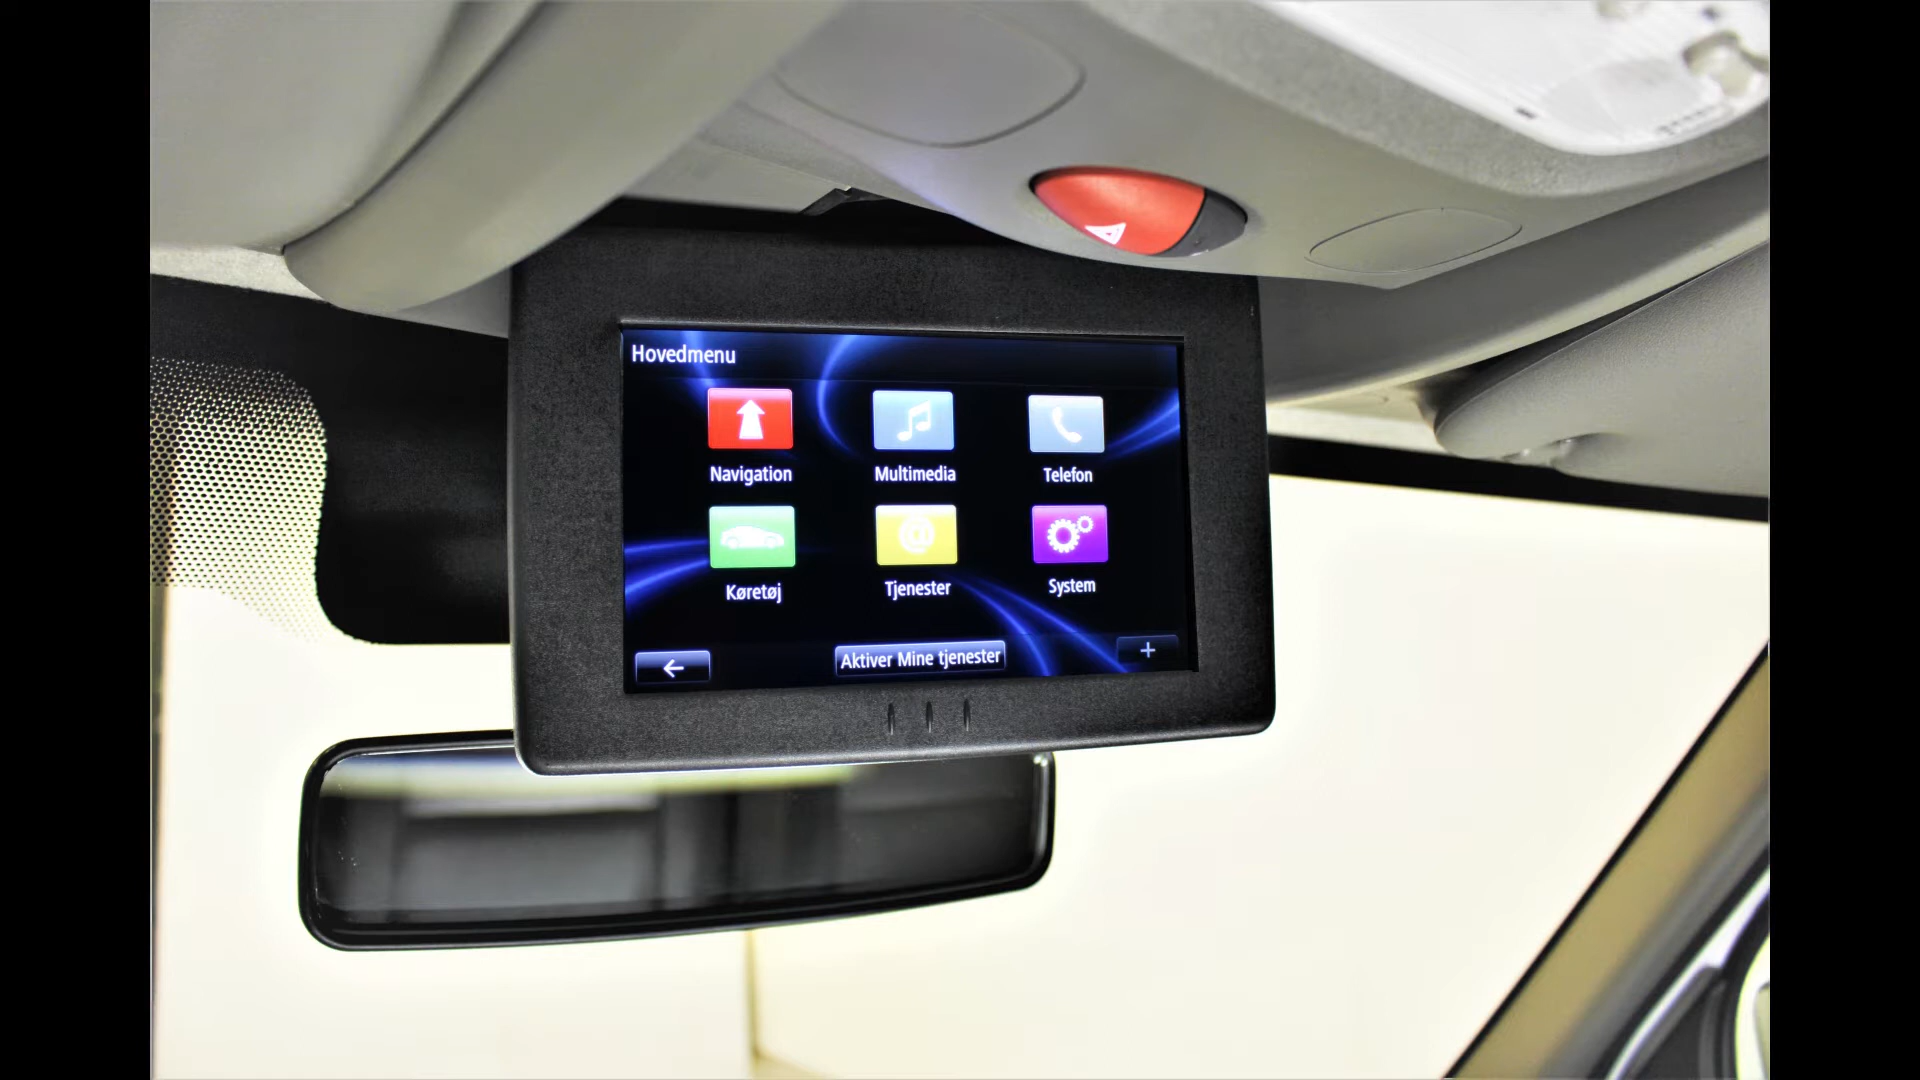 Hovedmenu
Navigation
Multimedia
Telefon
Køretøj
Tjenester
System
Aktiver Mine tjenester